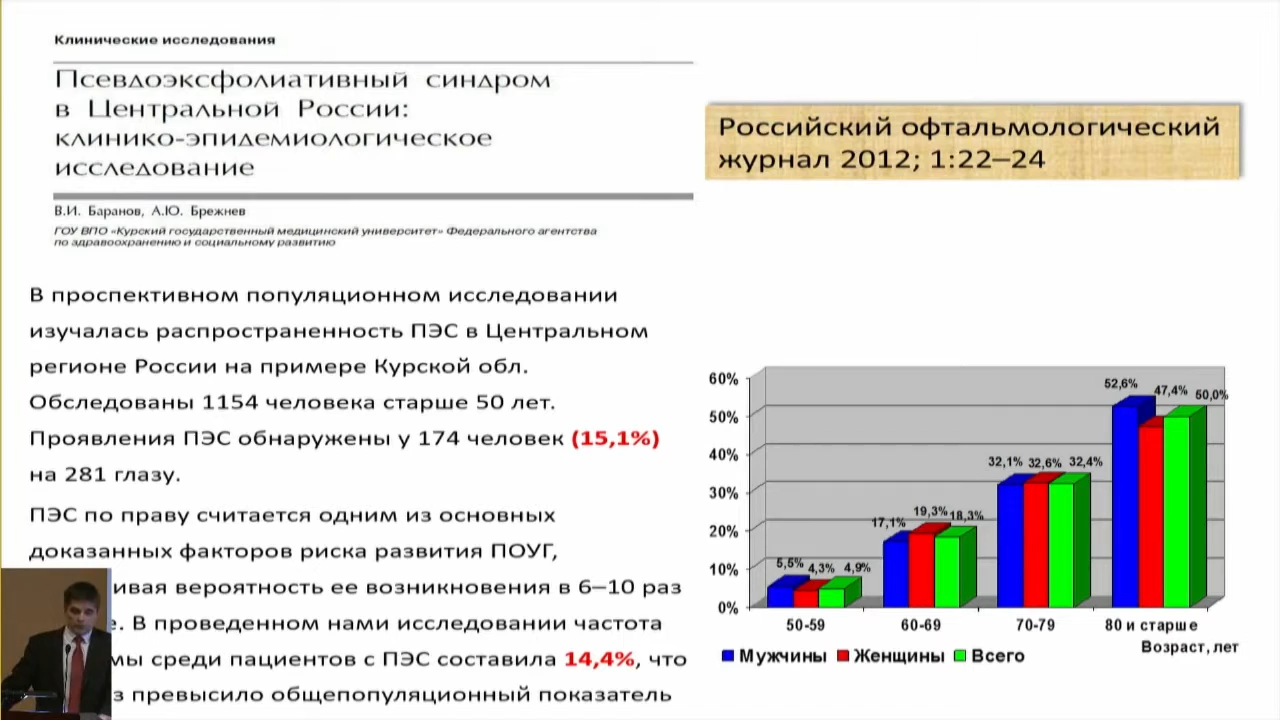 Клинические исследования
Псевдоэксфолиативный синдром
в Центральной России:
клинико-эпидемиологическое
исследование
В.И. Баранов, А.Ю. Брежнев
ГОУ ВПО «Курский государственный медицинский университет» Федерального агентства
по здравоохранению и социальному развитию
Российский офтальмологический
журнал 2012; 1:22–24
В проспективном популяционном исследовании
изучалась распространенность ПЭС в Центральном
регионе России на примере Курской обл.
Обследованы 1154 человека старше 50 лет.
Проявления ПЭС обнаружены у 174 человек (15,1%)
на 281 глазу.
ПЭС по праву считается одним из основных
доказанных факторов риска развития ПОУГ,
ивая вероятность ее возникновения в 6–10 раз
е. В проведенном нами исследовании частота
мы среди пациентов с ПЭС составила 14,4%, что
з превысило общепопуляционный показатель
60%
50%
40%
30%
20%
10%
0%
5,5% 4,3% 4,9%
17,1% 19,3% 18,3%
32,1% 32,6% 32,4%
52,6% 47,4% 50,0%
50-59 60-69 70-79 80 и старше
Возраст, лет
Мужчины Женщины Всего